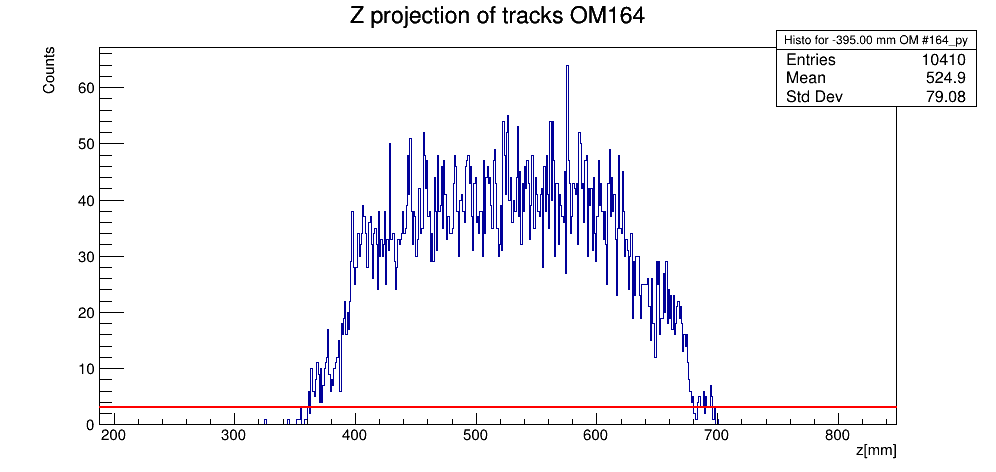 Z projection of tracks OM164
Histo for -395.00 mm OM #164_py
Entries 10410
Mean 524.9
Std Dev 79.08
Counts
60
50
40
30
20
10
0
200 300 400 500 600 700 800
z[mm]